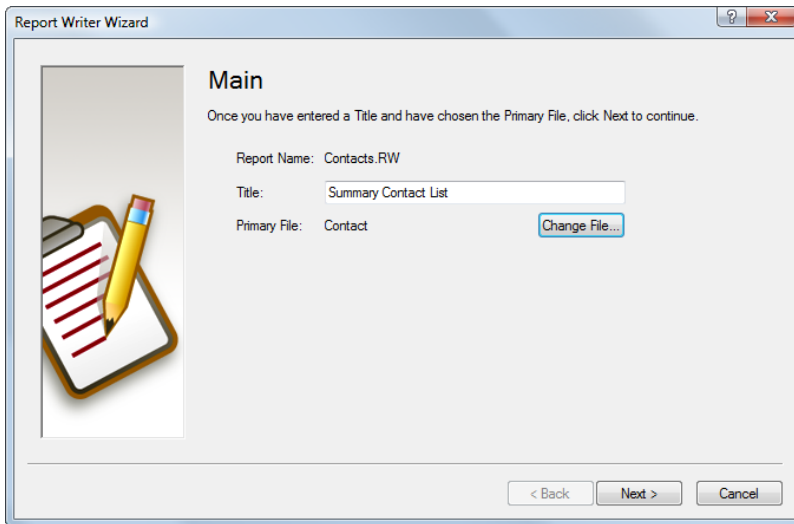 Report Writer Wizard
?
X
Main
Once you have entered a Title and have chosen the Primary File, click Next to continue.
Report Name: Contacts.RW
Title: Summary Contact List
Primary File: Contact Change File...
< Back Next > Cancel